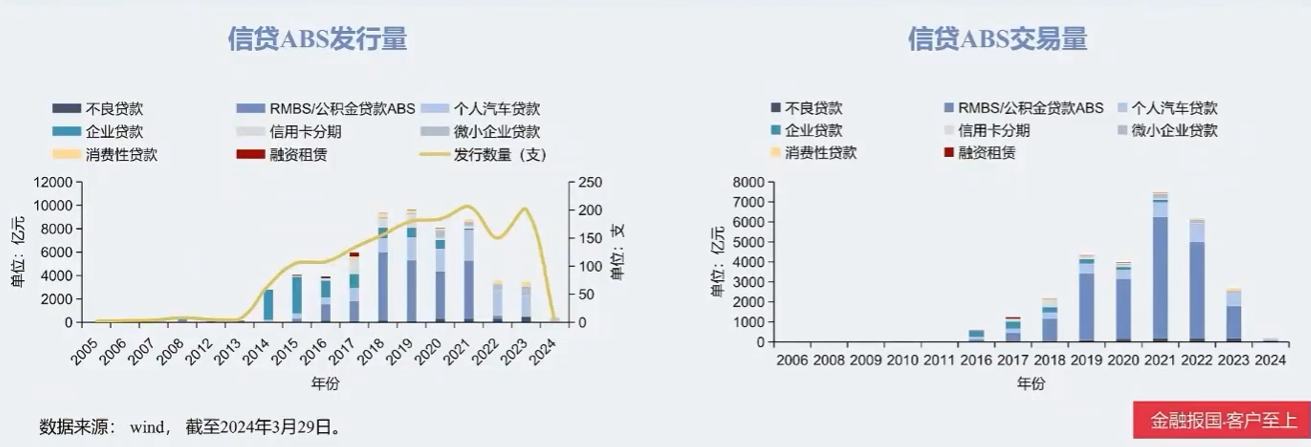 信贷ABS发行量
不良贷款 RMBS/公积金贷款ABS 个人汽车贷款
企业贷款 信用卡分期 微小企业贷款
消费性贷款 融资租赁 发行数量（支）
单位：亿元
12000
10000
8000
6000
4000
2000
0
250
200
150
100
50
0
单位：支
2005 2006 2007 2008 2012 2013 2014 2015 2016 2017 2018 2019 2020 2021 2022 2023 2024
年份
信贷ABS交易量
不良贷款 RMBS/公积金贷款ABS 个人汽车贷款
企业贷款 信用卡分期 微小企业贷款
消费性贷款 融资租赁
单位：亿元
8000
7000
6000
5000
4000
3000
2000
1000
0
2006 2008 2009 2010 2011 2016 2017 2018 2019 2020 2021 2022 2023 2024
年份
数据来源： wind， 截至2024年3月29日。
金融报国·客户至上